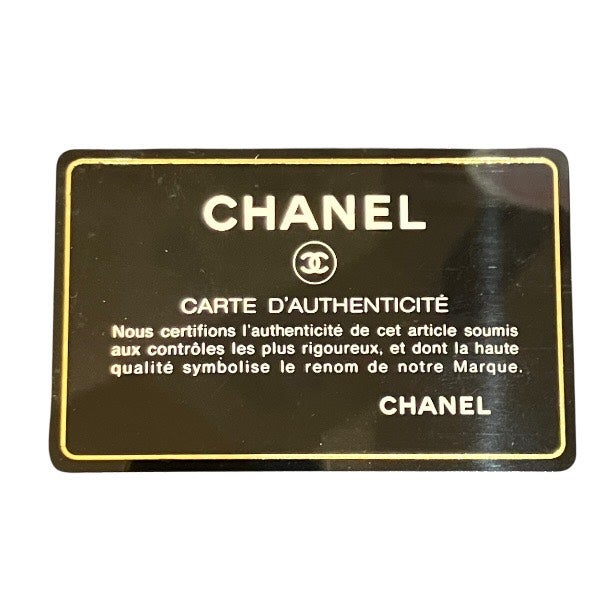 CHANEL
CARTE D'AUTHENTICITÉ
Nous certifions l'authenticité de cet article soumis
aux contrôles les plus rigoureux, et dont la haute
qualité symbolise le renom de notre Marque.
CHANEL